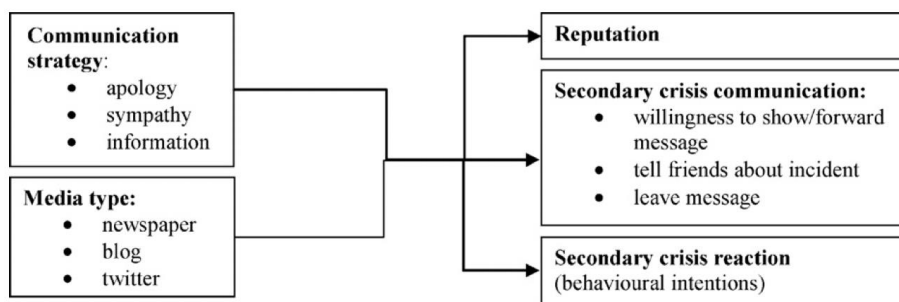 Communication
strategy:
• apology
• sympathy
• information
Media type:
• newspaper
• blog
• twitter
Reputation
Secondary crisis communication:
• willingness to show/forward
message
• tell friends about incident
• leave message
Secondary crisis reaction
(behavioural intentions)